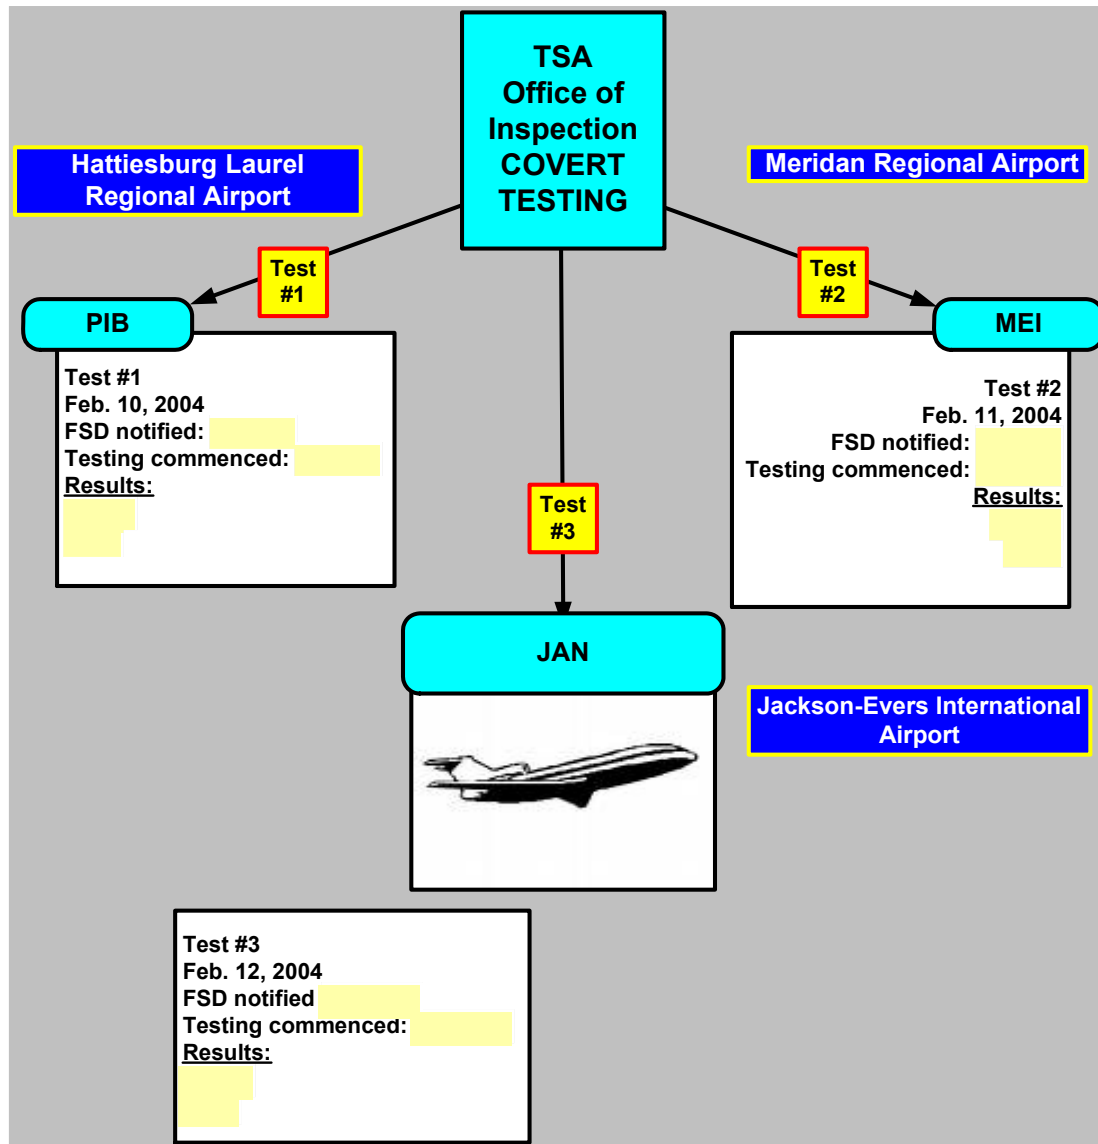 TSA
Office of
Inspection
COVERT
TESTING
Hattiesburg Laurel
Regional Airport
Meridan Regional Airport
Test
#1
Test
#2
PIB
MEI
Test #1
Feb. 10, 2004
FSD notified:
Testing commenced:
Results:
Test #2
Feb. 11, 2004
FSD notified:
Testing commenced:
Results:
Test
#3
JAN
Jackson-Evers International
Airport
Test #3
Feb. 12, 2004
FSD notified
Testing commenced:
Results: